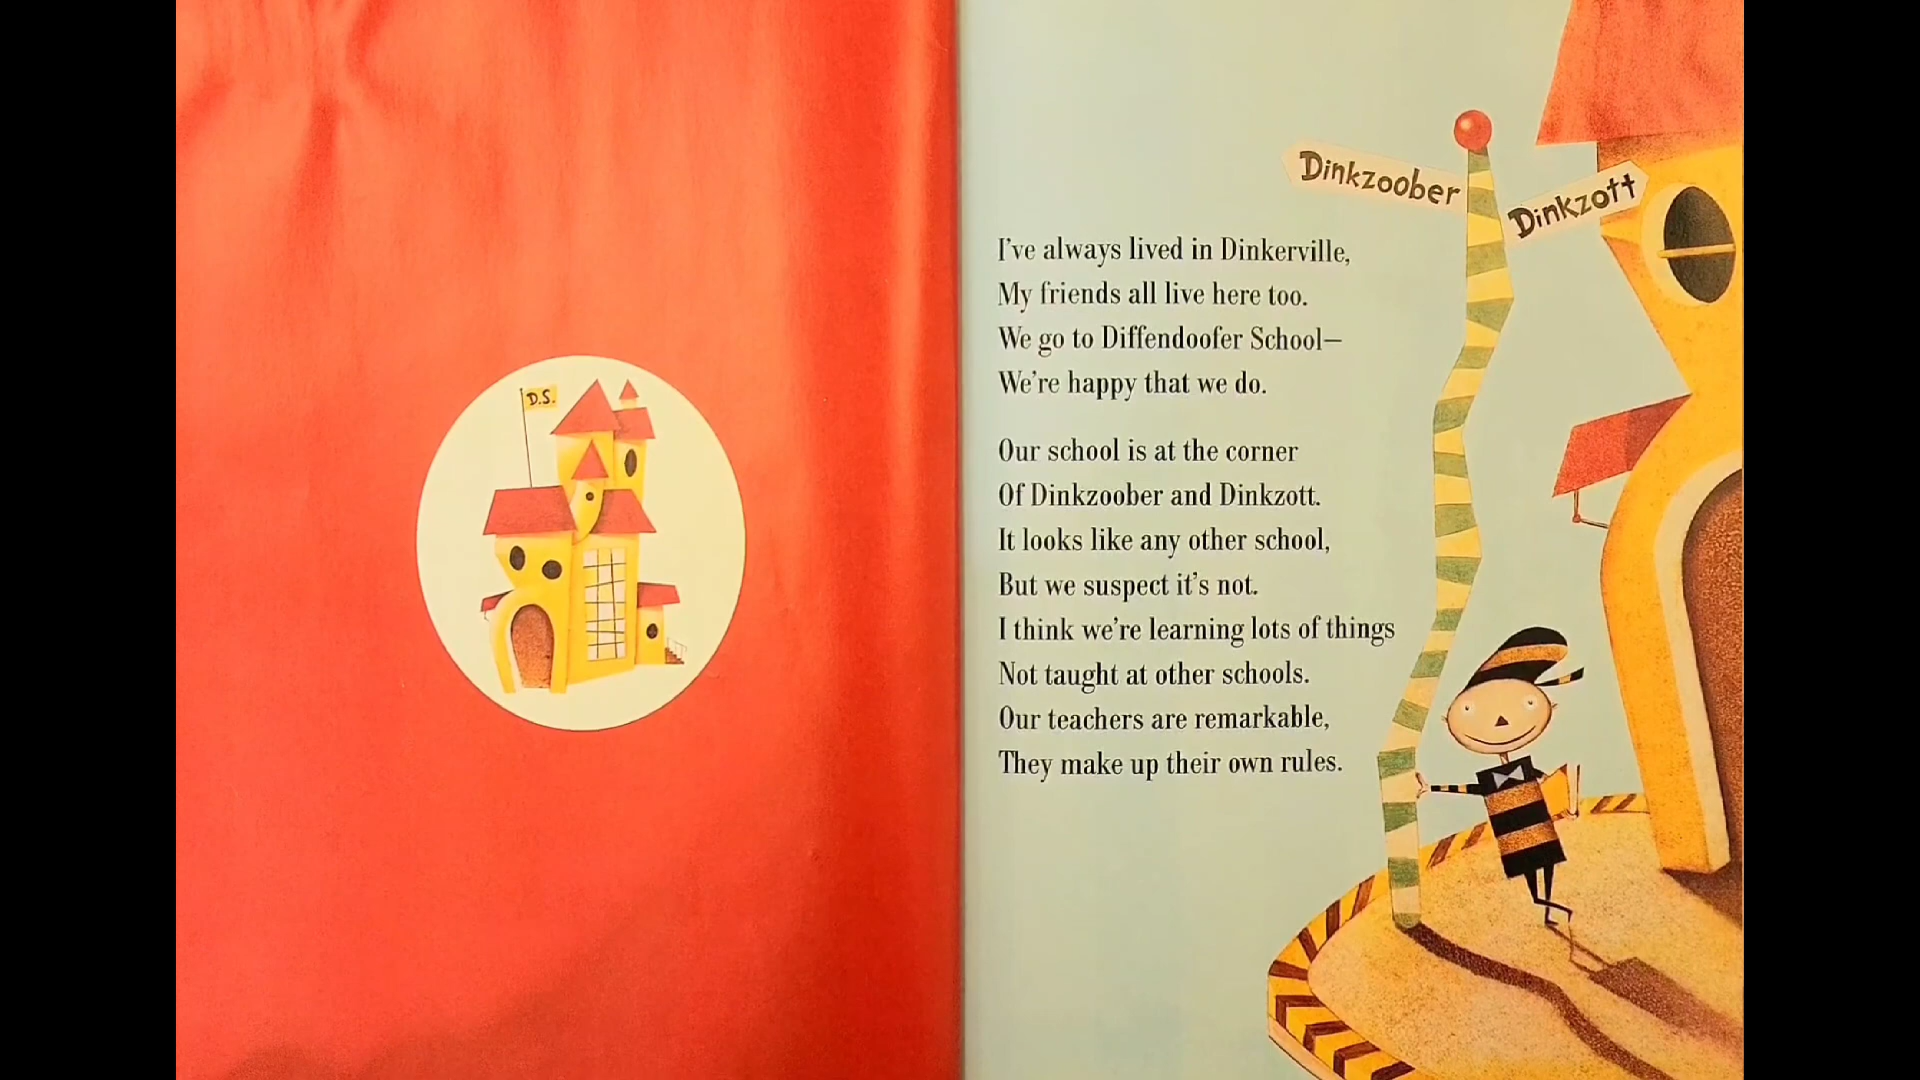 D.S.
Dinkzoober
Dinkzott
I've always lived in Dinkerville,
My friends all live here too.
We go to Diffendoofer School—
We're happy that we do.
Our school is at the corner
Of Dinkzoober and Dinkzott.
It looks like any other school,
But we suspect it's not.
I think we're learning lots of things
Not taught at other schools.
Our teachers are remarkable,
They make up their own rules.